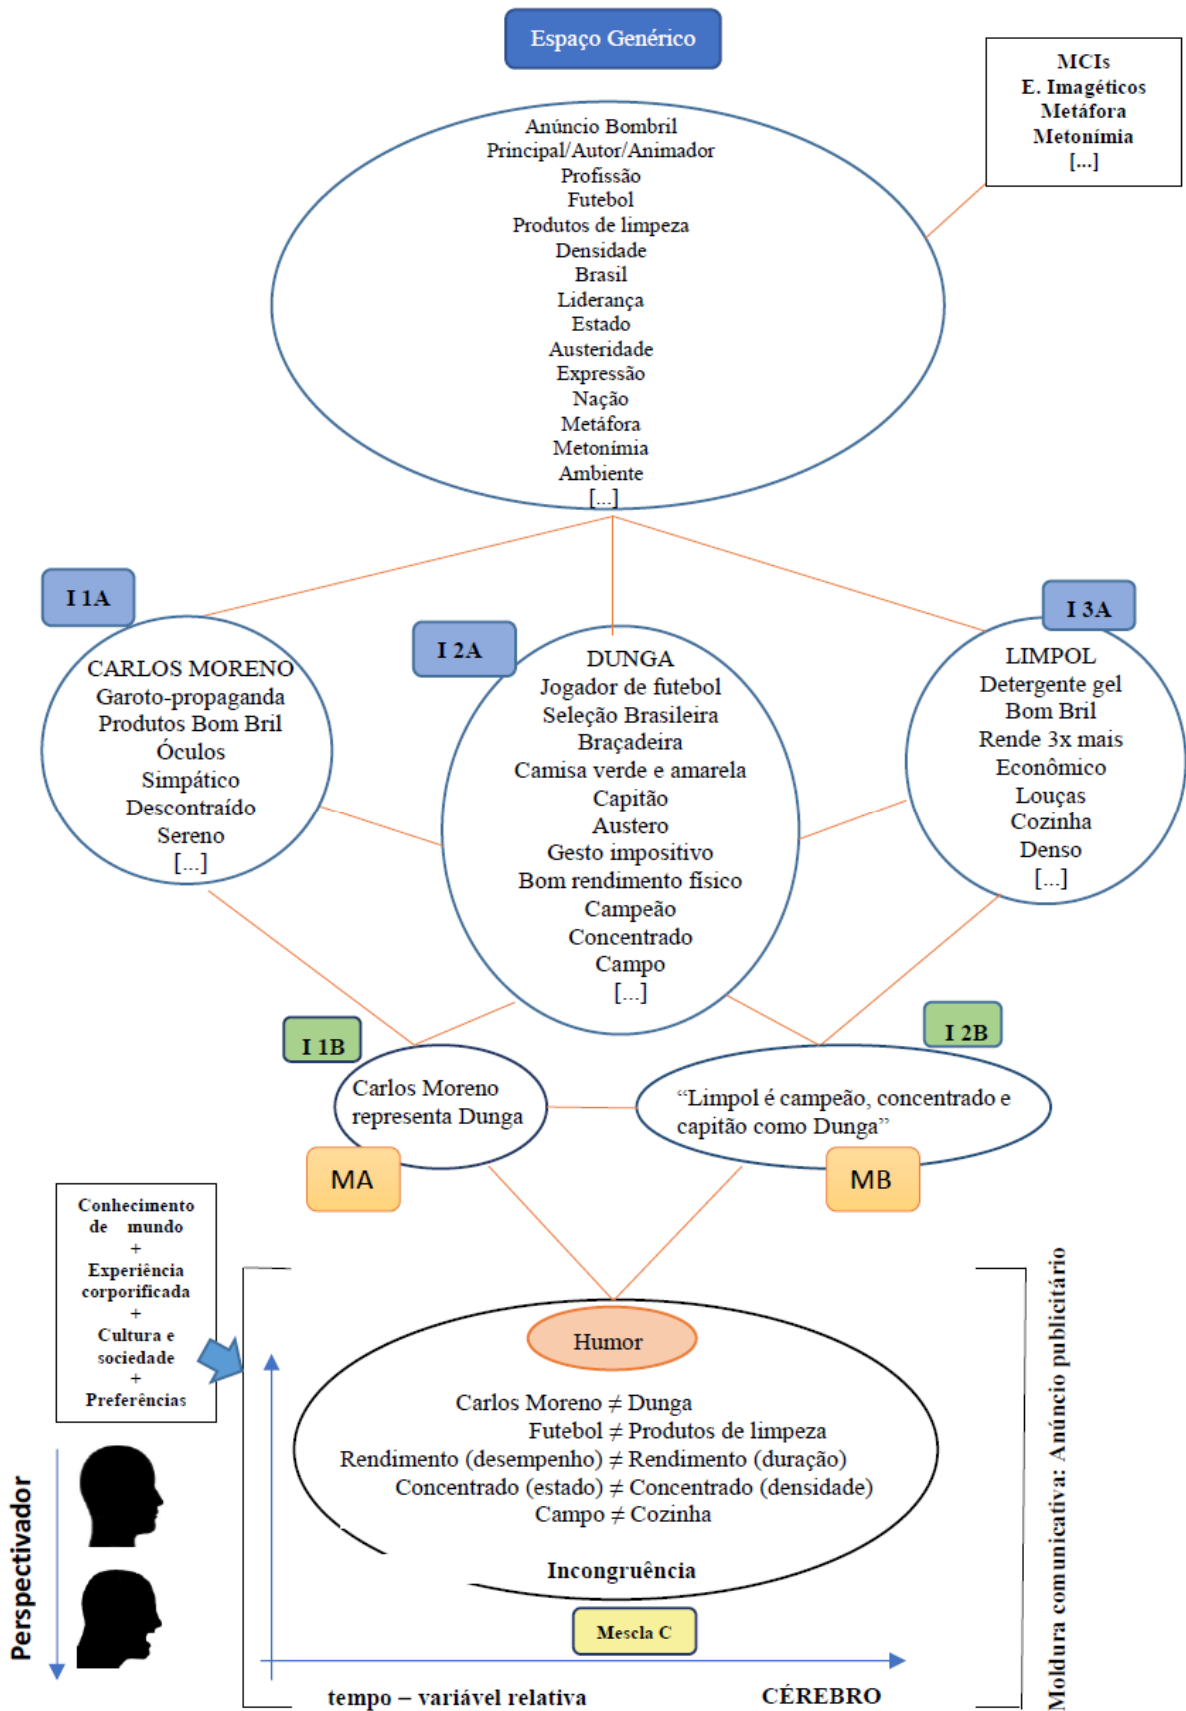 Espaço Genérico
MCIs
E. Imagéticos
Metáfora
Metonímia
[...]
Anúncio Bombril
Principal/Autor/Animador
Profissão
Futebol
Produtos de limpeza
Densidade
Brasil
Liderança
Estado
Austeridade
Expressão
Nação
Metáfora
Metonímia
Ambiente
[...]
I 1A
CARLOS MORENO
Garoto-propaganda
Produtos Bom Bril
Óculos
Simpático
Descontraído
Sereno
[...]
I 2A
DUNGA
Jogador de futebol
Seleção Brasileira
Braçadeira
Camisa verde e amarela
Capitão
Austero
Gesto impositivo
Bom rendimento físico
Campeão
Concentrado
Campo
[...]
I 3A
LIMPOL
Detergente gel
Bom Bril
Rende 3x mais
Econômico
Louças
Cozinha
Denso
[...]
I 1B
Carlos Moreno
representa Dunga
MA
I 2B
“Limpol é campeão, concentrado e
capitão como Dunga”
MB
Conhecimento
de mundo
+
Experiência
corporificada
+
Cultura e
sociedade
+
Preferências
Perspectivador
Humor
Carlos Moreno ≠ Dunga
Futebol ≠ Produtos de limpeza
Rendimento (desempenho) ≠ Rendimento (duração)
Concentrado (estado) ≠ Concentrado (densidade)
Campo ≠ Cozinha
Incongruência
Mescla C
tempo – variável relativa
CÉREBRO
Moldura comunicativa: Anúncio publicitário